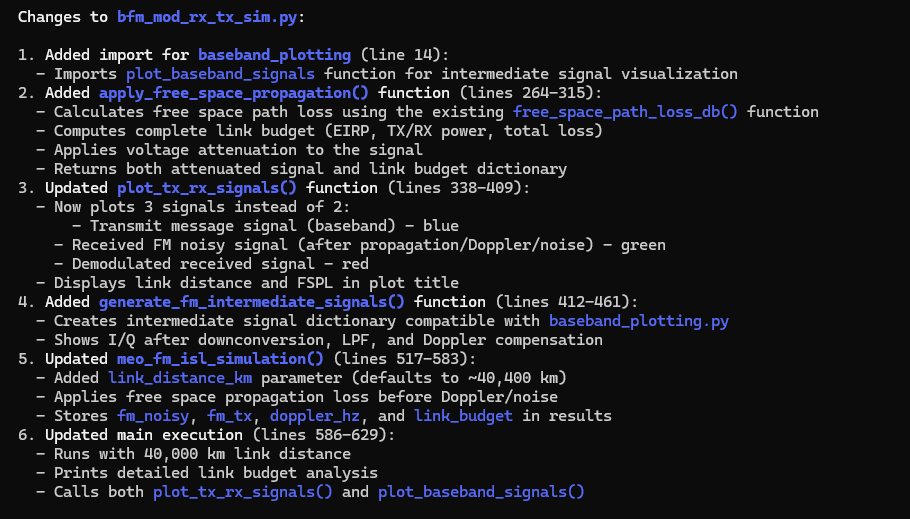 Changes to bfm_mod_rx_tx_sim.py:
1. Added import for baseband_plotting (line 14):
– Imports plot_baseband_signals function for intermediate signal visualization
2. Added apply_free_space_propagation() function (lines 264-315):
– Calculates free space path loss using the existing free_space_path_loss_db() function
– Computes complete link budget (EIRP, TX/RX power, total loss)
– Applies voltage attenuation to the signal
– Returns both attenuated signal and link budget dictionary
3. Updated plot_tx_rx_signals() function (lines 338-409):
– Now plots 3 signals instead of 2:
– Transmit message signal (baseband) – blue
– Received FM noisy signal (after propagation/Doppler/noise) – green
– Demodulated received signal – red
– Displays link distance and FSPL in plot title
4. Added generate_fm_intermediate_signals() function (lines 412-461):
– Creates intermediate signal dictionary compatible with baseband_plotting.py
– Shows I/Q after downconversion, LPF, and Doppler compensation
5. Updated meo_fm_isl_simulation() (lines 517-583):
– Added link_distance_km parameter (defaults to ~40,400 km)
– Applies free space propagation loss before Doppler/noise
– Stores fm_noisy, fm_tx, doppler_hz, and link_budget in results
6. Updated main execution (lines 586-629):
– Runs with 40,000 km link distance
– Prints detailed link budget analysis
– Calls both plot_tx_rx_signals() and plot_baseband_signals()